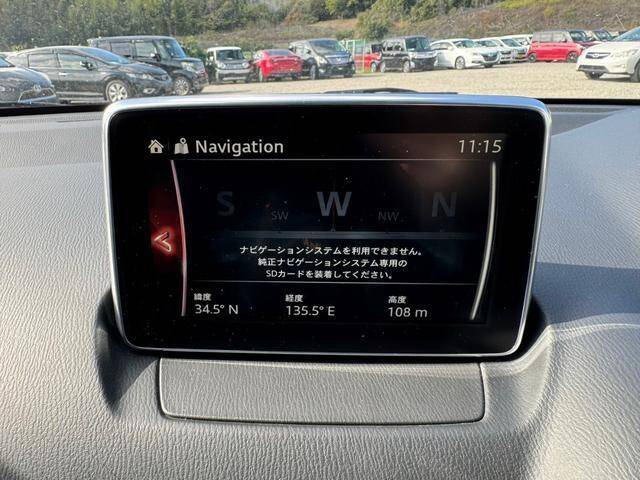 Navigation 11:15
S SW W NW N
ナビゲーションシステムを利用できません。
純正ナビゲーションシステム専用の
SDカードを装着してください。
緯度 経度 高度
34.5° N 135.5° E 108 m